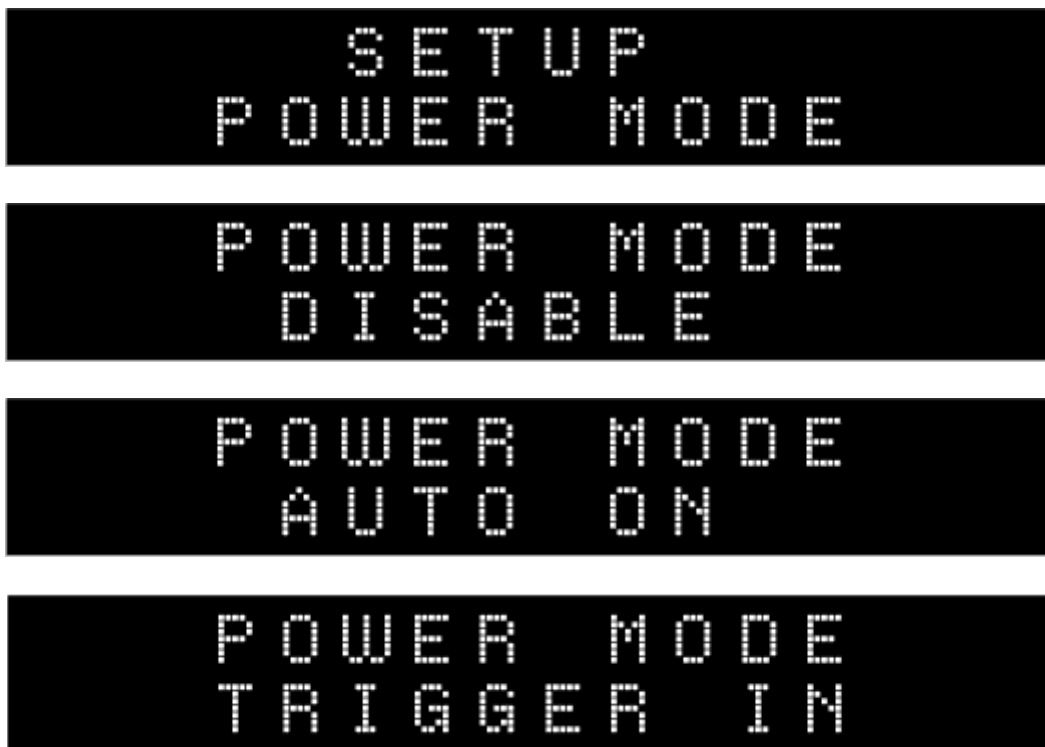 SETUP
POWER MODE
POWER MODE
DISABLE
POWER MODE
AUTO ON
POWER MODE
TRIGGER IN